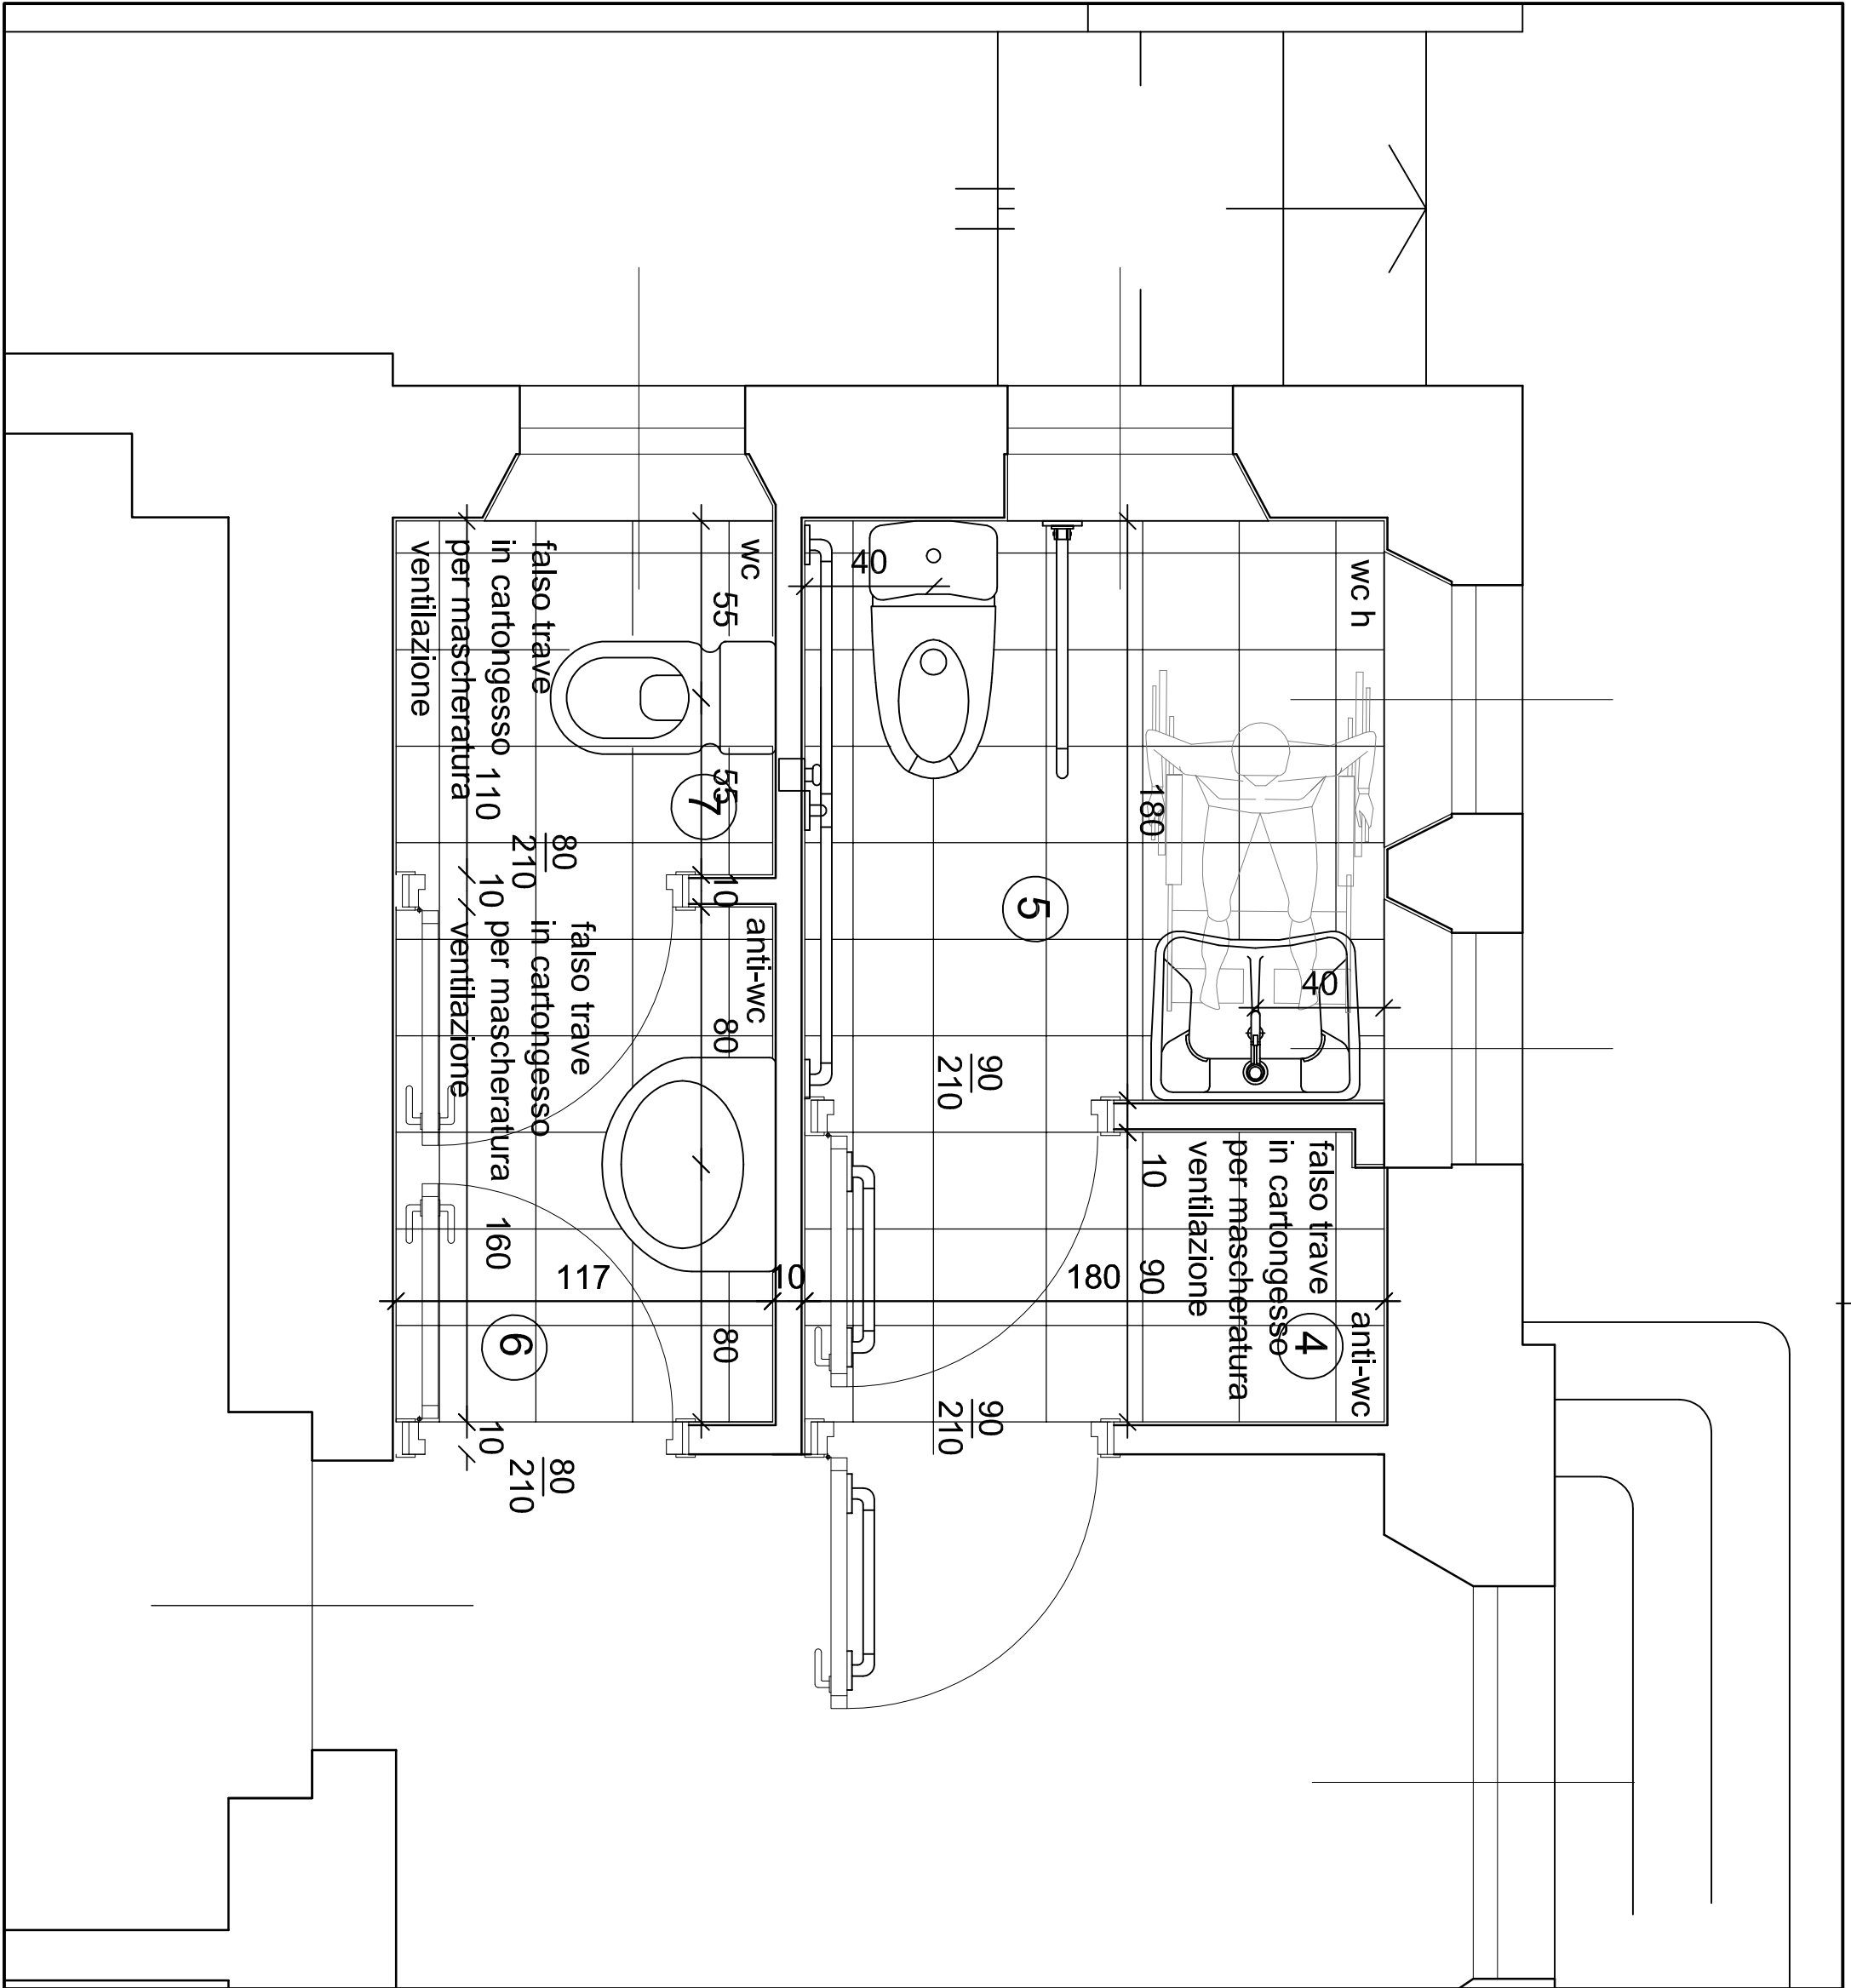 wc h
40
180
5
40
90
210
10
90
falso trave
in cartongesso
per mascheratura
ventilazione
4
anti-wc
90
210
180
10
117
wc
55
55
7
falso trave
in cartongesso
per mascheratura
ventilazione
110
80
210
10
10
anti-wc
falso trave
in cartongesso
per mascheratura
ventilazione
80
160
80
6
10
80
210